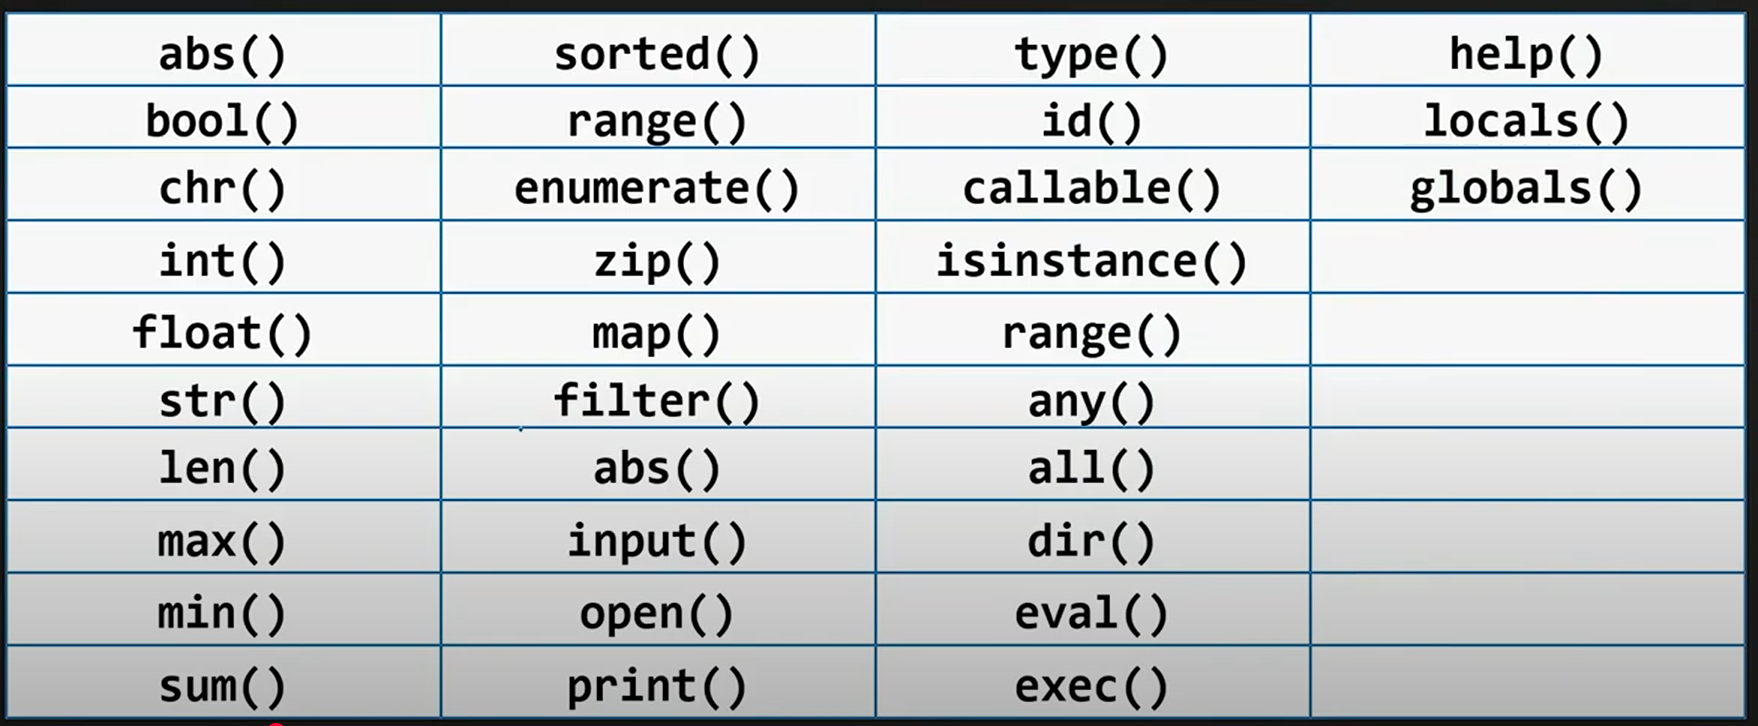 abs() sorted() type() help()
bool() range() id() locals()
chr() enumerate() callable() globals()
int() zip() isinstance()
float() map() range()
str() filter() any()
len() abs() all()
max() input() dir()
min() open() eval()
sum() print() exec()